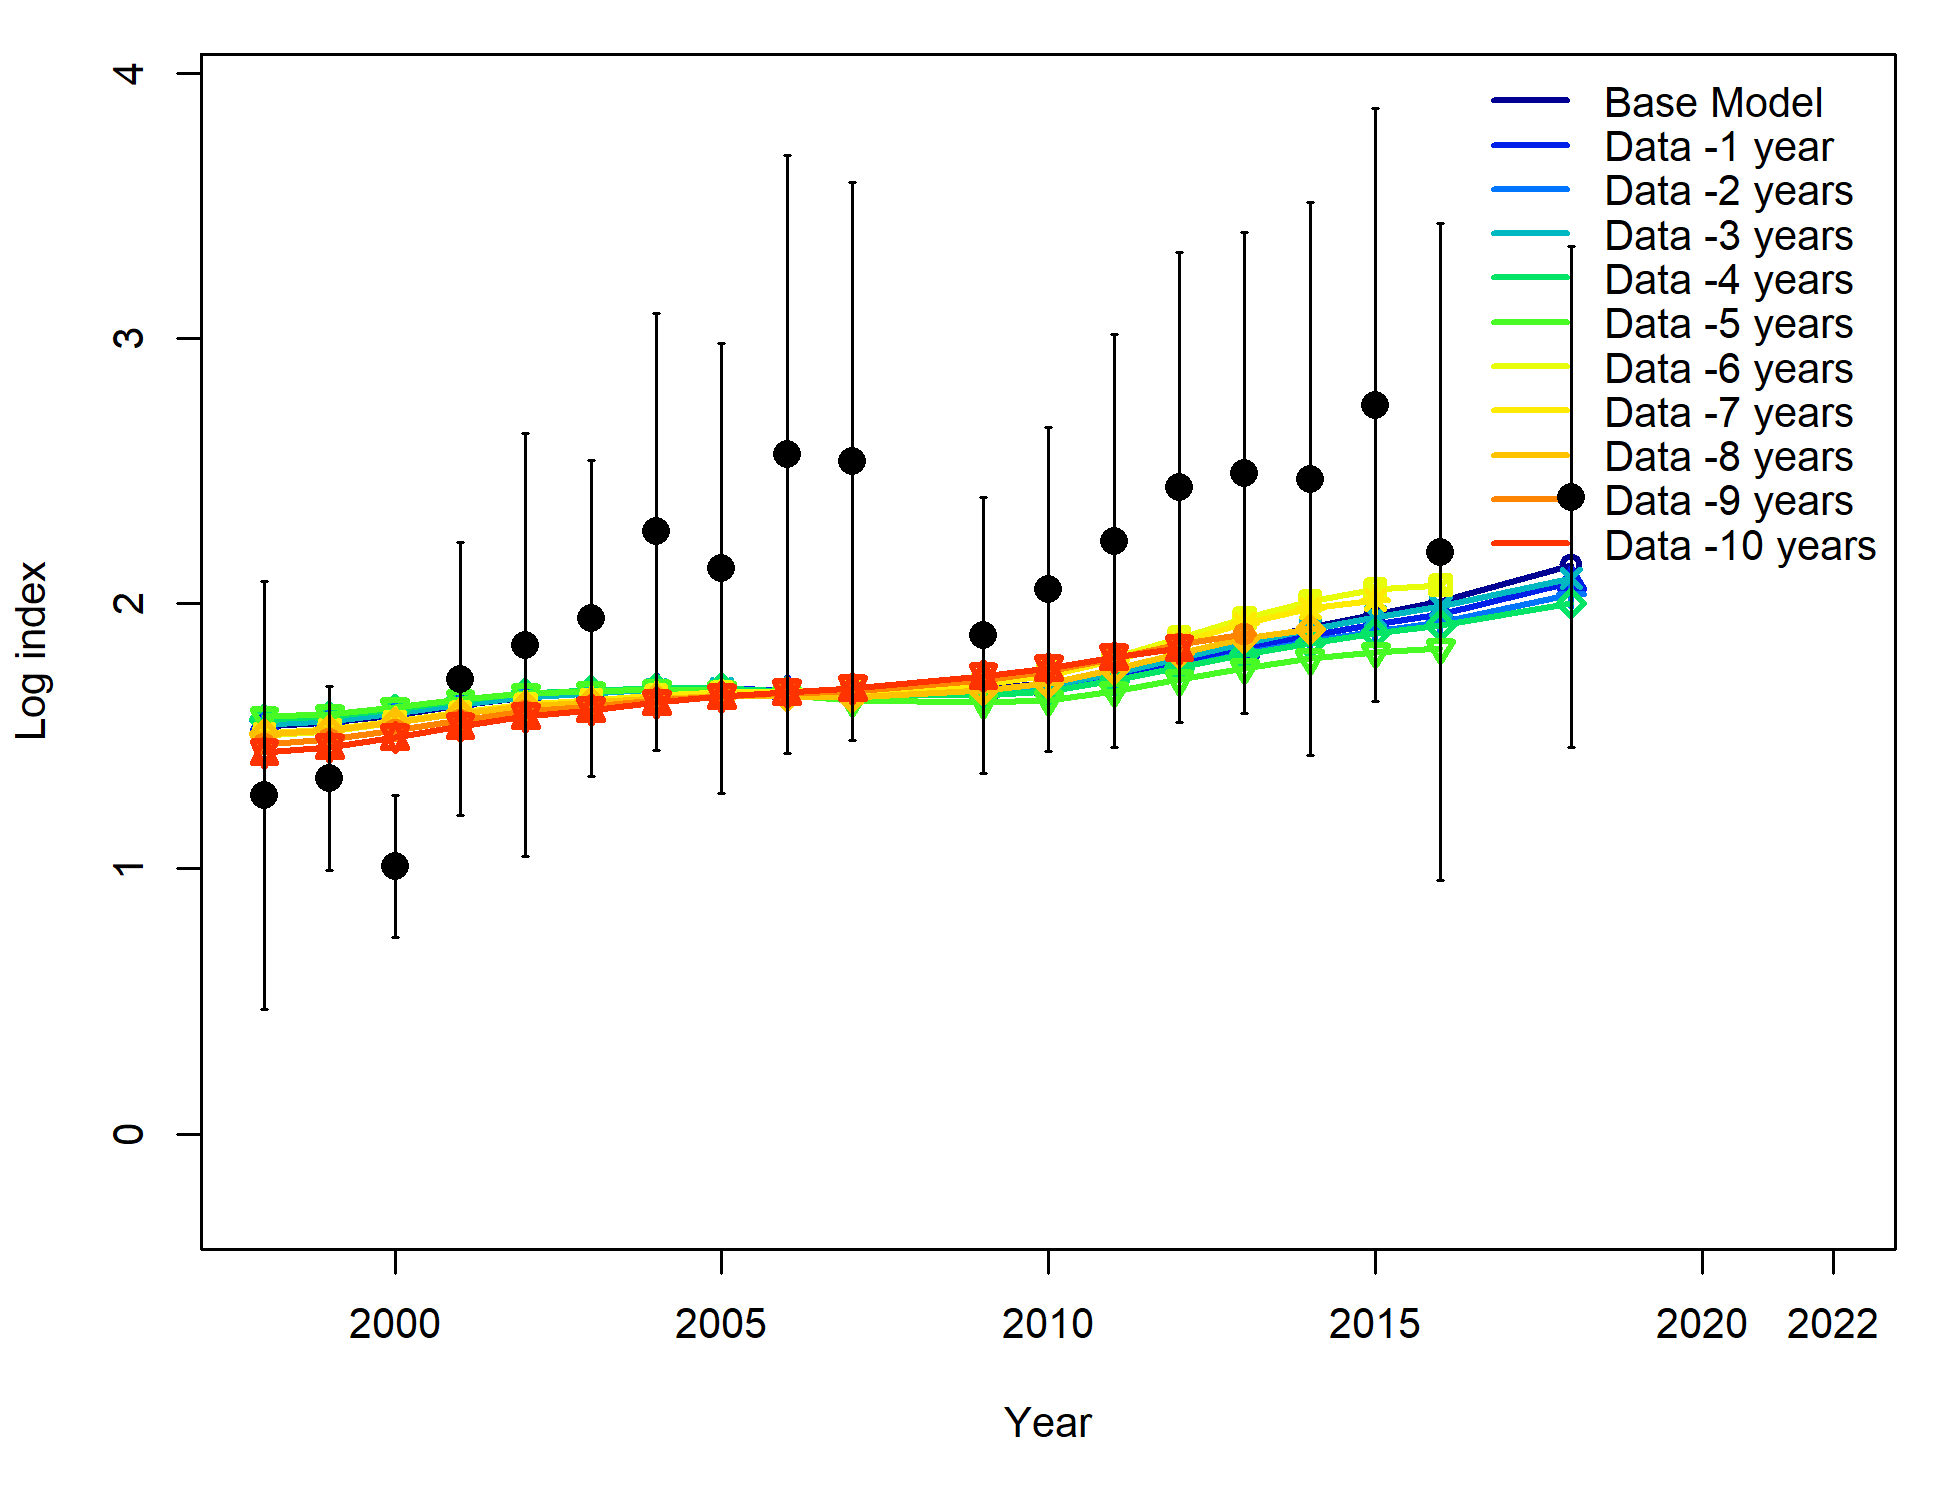 4
3
2
1
0
Log index
Base Model
Data -1 year
Data -2 years
Data -3 years
Data -4 years
Data -5 years
Data -6 years
Data -7 years
Data -8 years
Data -9 years
Data -10 years
2000 2005 2010 2015 2020 2022
Year